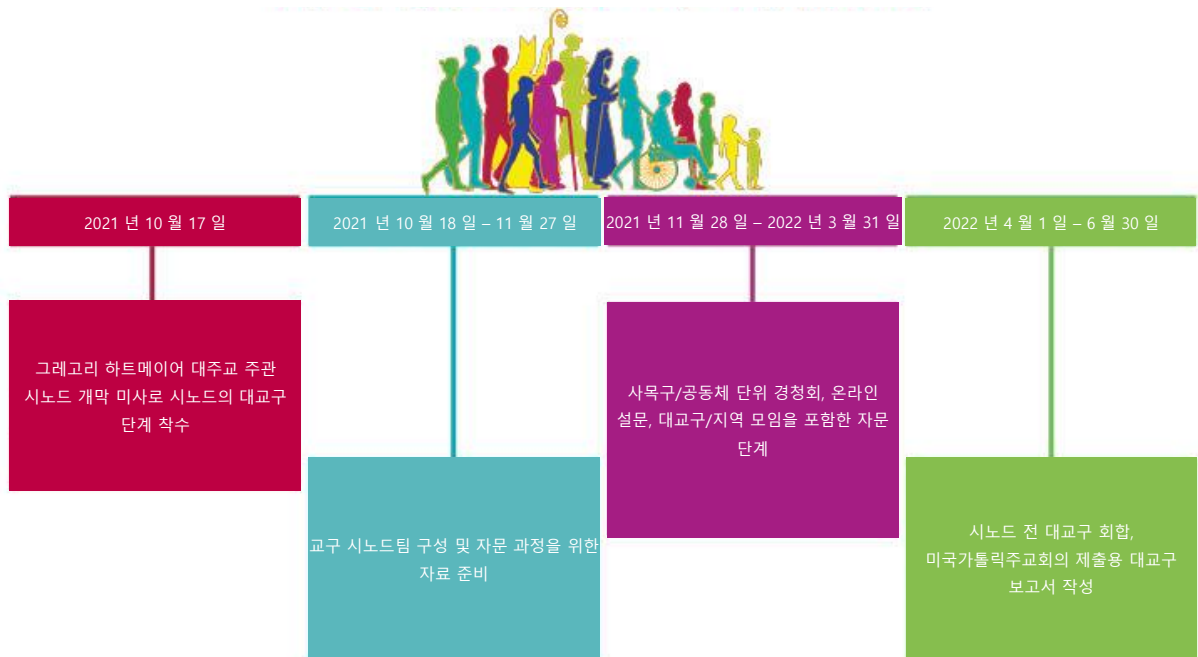 2021 년 10 월 17 일
2021 년 10 월 18 일 – 11 월 27 일
2021 년 11 월 28 일 – 2022 년 3 월 31 일
2022 년 4 월 1 일 – 6 월 30 일
그레고리 하트메이어 대주교 주관
시노드 개막 미사로 시노드의 대교구
단계 착수
교구 시노드팀 구성 및 자문 과정을 위한
자료 준비
사목구/공동체 단위 경청회, 온라인
설문, 대교구/지역 모임을 포함한 자문
단계
시노드 전 대교구 회합,
미국가톨릭주교회의 제출용 대교구
보고서 작성